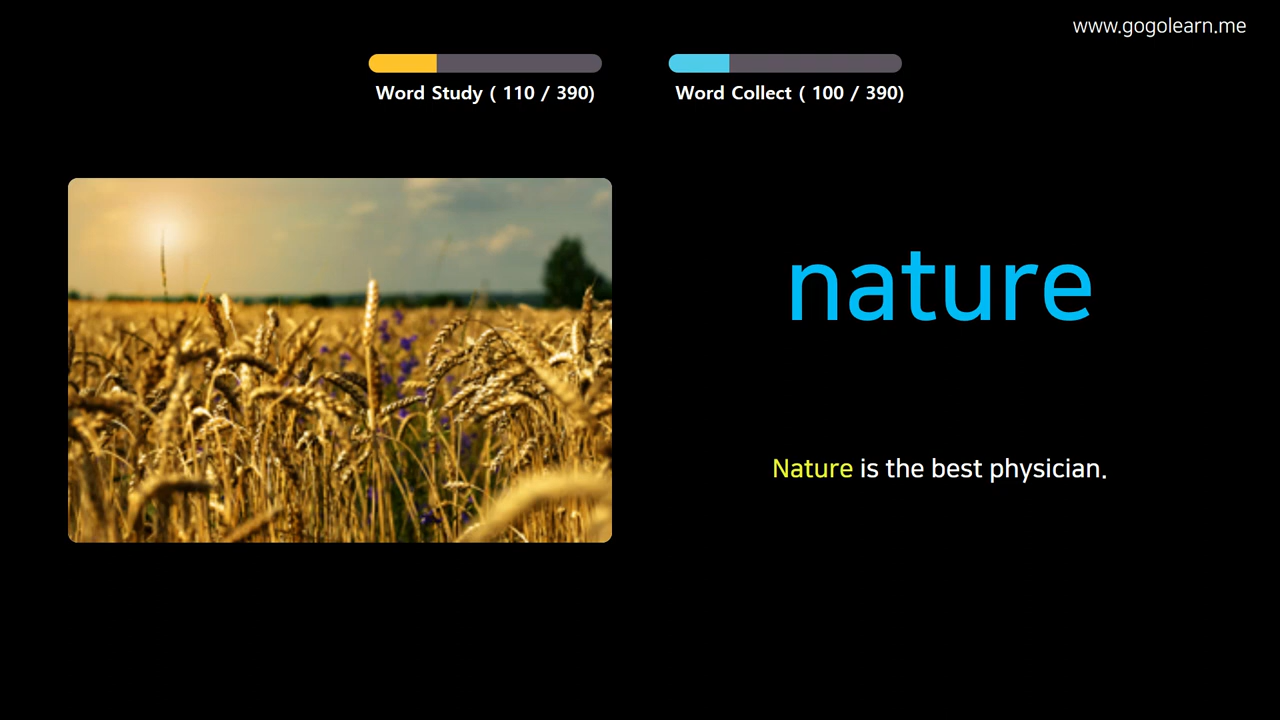 www.gogolearn.me
Word Study ( 110 / 390)
Word Collect ( 100 / 390)
nature
Nature is the best physician.